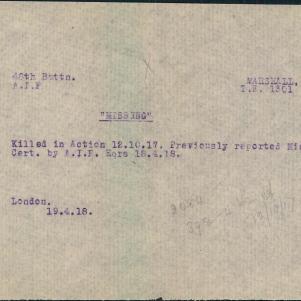 48th Battn.
A.I.F
MARSHALL,
T.F. 1301
"MISSING"
Killed in Action 12.10.17. Previously reported Mis
Cert. by A.I.F. Hqrs 18.4.18.
London.
19.4.18.